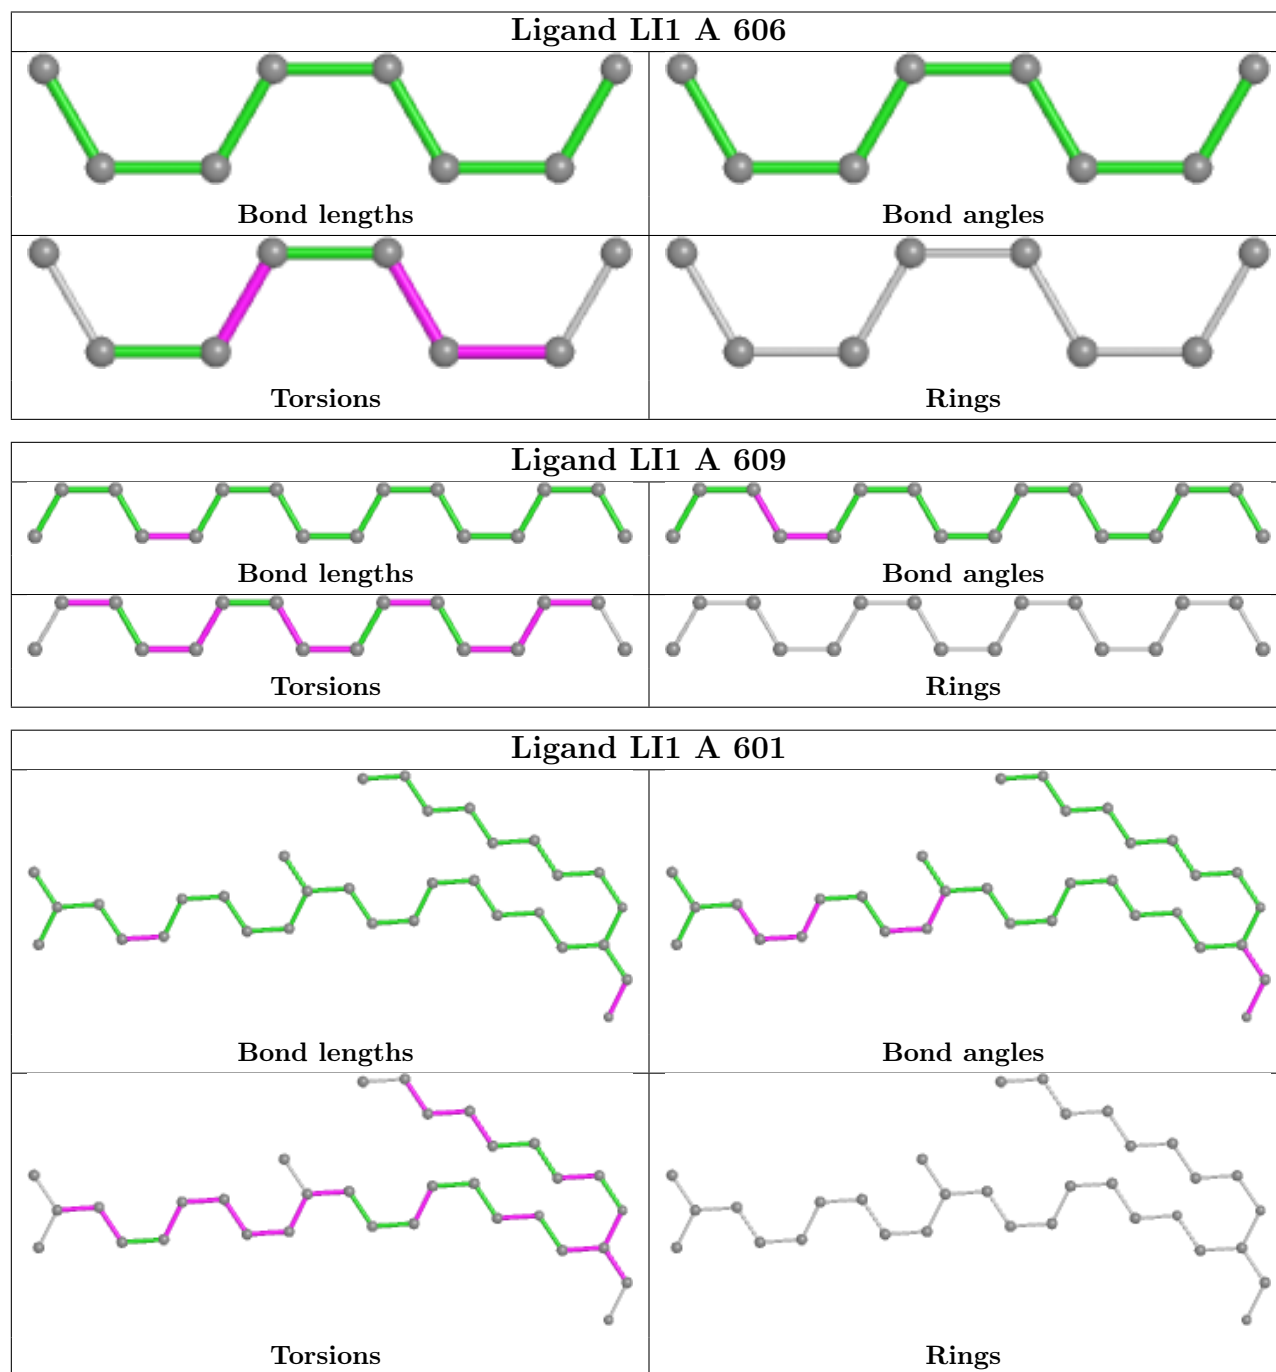 Ligand LI1 A 606
Bond lengths
Bond angles
Torsions
Rings
Ligand LI1 A 609
Bond lengths
Bond angles
Torsions
Rings
Ligand LI1 A 601
Bond lengths
Bond angles
Torsions
Rings